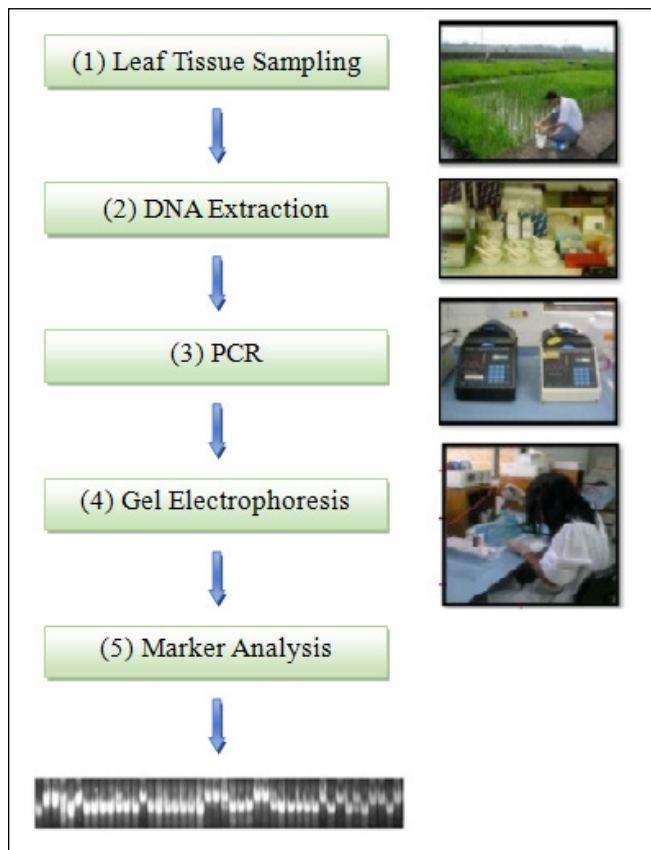 (1) Leaf Tissue Sampling
(2) DNA Extraction
(3) PCR
(4) Gel Electrophoresis
(5) Marker Analysis